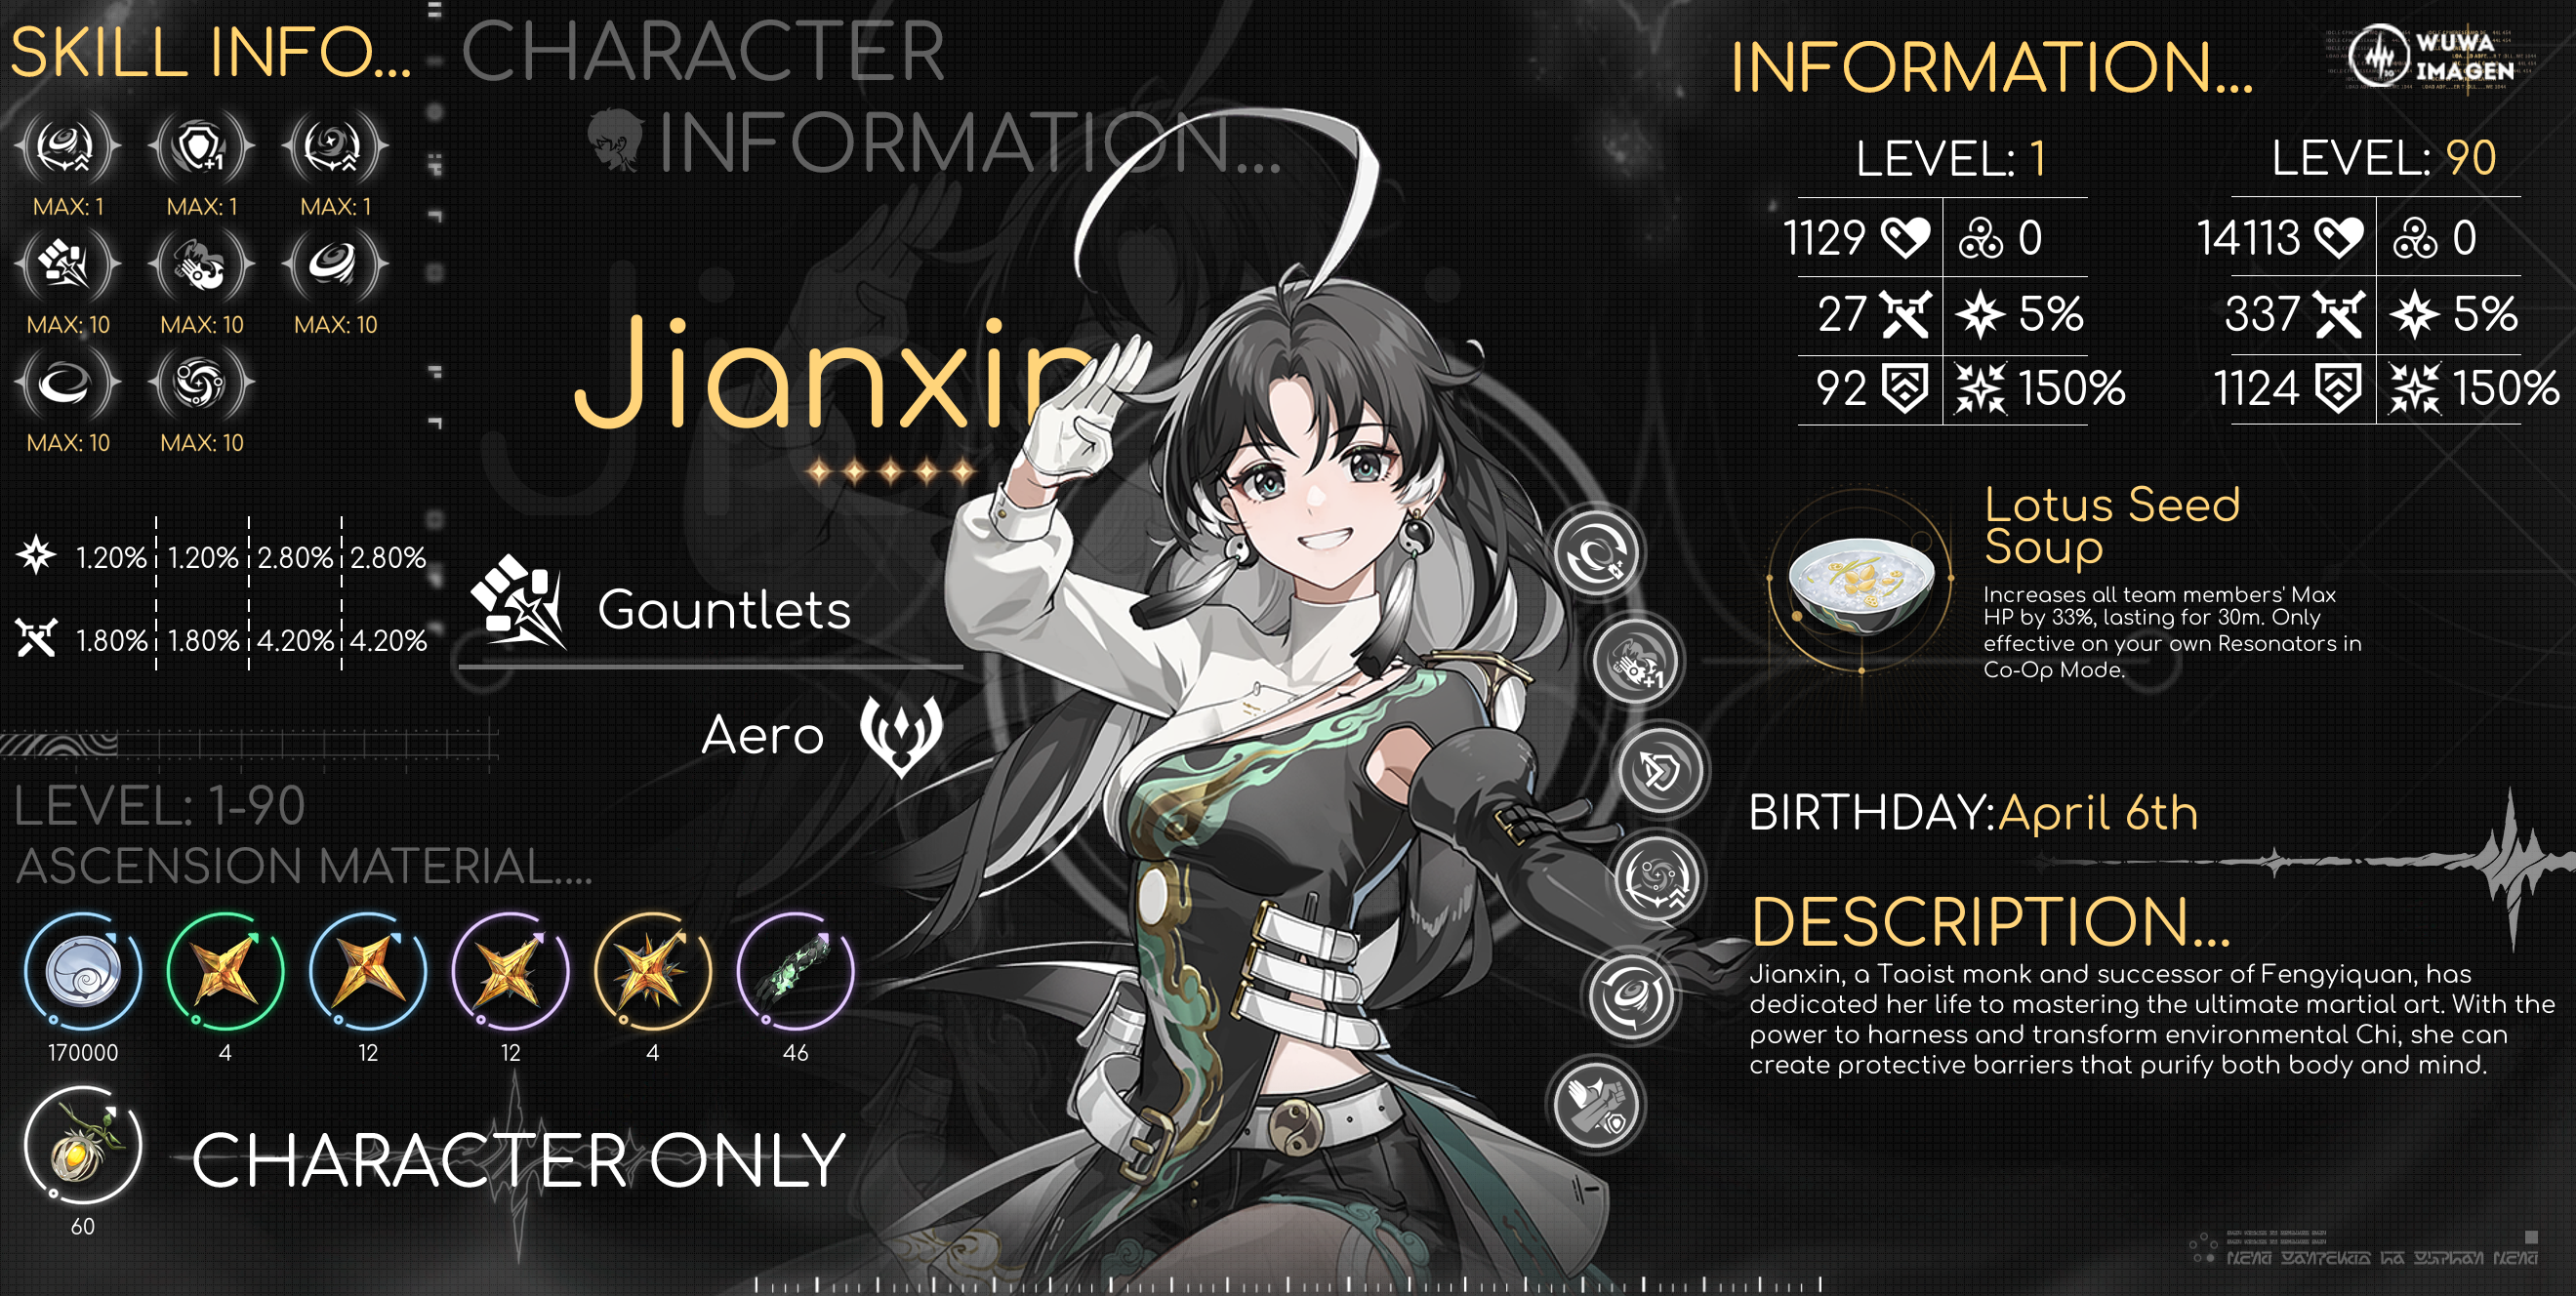 SKILL INFO...
MAX: 1
MAX: 1
MAX: 1
+1
MAX: 10
MAX: 10
MAX: 10
MAX: 10
MAX: 10
1.20% 1.20% 2.80% 2.80%
1.80% 1.80% 4.20% 4.20%
LEVEL: 1-90
ASCENSION MATERIAL....
170000
4
12
12
4
46
60
CHARACTER ONLY
CHARACTER
INFORMATION...
Jianxin
Gauntlets
Aero
+1
INFORMATION...
WUWA
IMAGEN
LEVEL: 1
1129 0
27 5%
92 150%
LEVEL: 90
14113 0
337 5%
1124 150%
Lotus Seed
Soup
Increases all team members' Max
HP by 33%, lasting for 30m. Only
effective on your own Resonators in
Co-Op Mode.
BIRTHDAY:April 6th
DESCRIPTION...
Jianxin, a Taoist monk and successor of Fengyiquan, has
dedicated her life to mastering the ultimate martial art. With the
power to harness and transform environmental Chi, she can
create protective barriers that purify both body and mind.